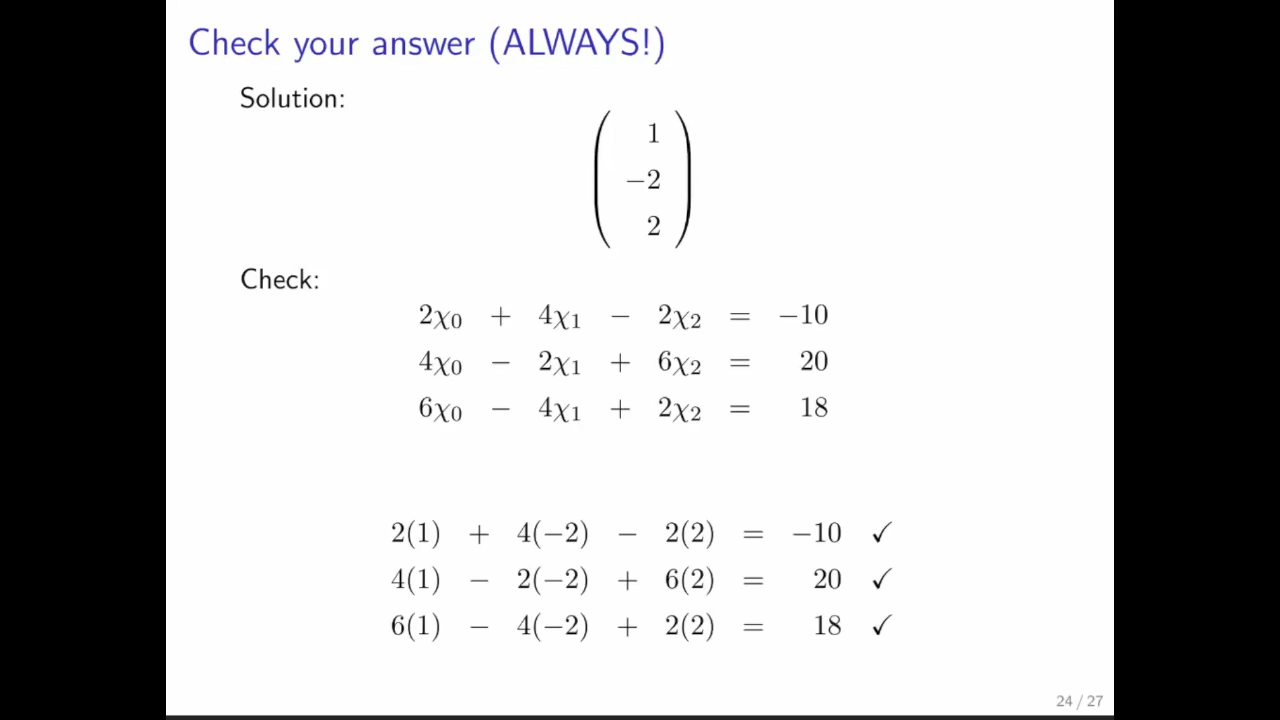 Check your answer (ALWAYS!)
Solution:
1
−2
2
Check:
2χ₀ + 4χ₁ − 2χ₂ = −10
4χ₀ − 2χ₁ + 6χ₂ = 20
6χ₀ − 4χ₁ + 2χ₂ = 18
2(1) + 4(−2) − 2(2) = −10 ✓
4(1) − 2(−2) + 6(2) = 20 ✓
6(1) − 4(−2) + 2(2) = 18 ✓
24 / 27